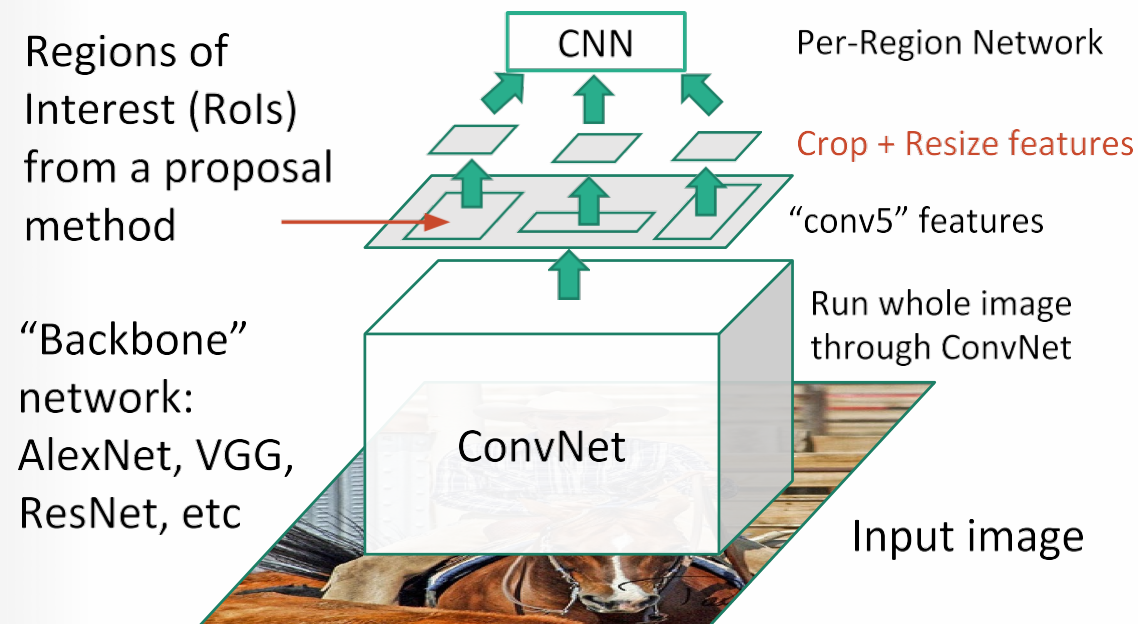 Regions of
Interest (RoIs)
from a proposal
method
"Backbone"
network:
AlexNet, VGG,
ResNet, etc
CNN
ConvNet
Per-Region Network
Crop + Resize features
“conv5” features
Run whole image
through ConvNet
Input image